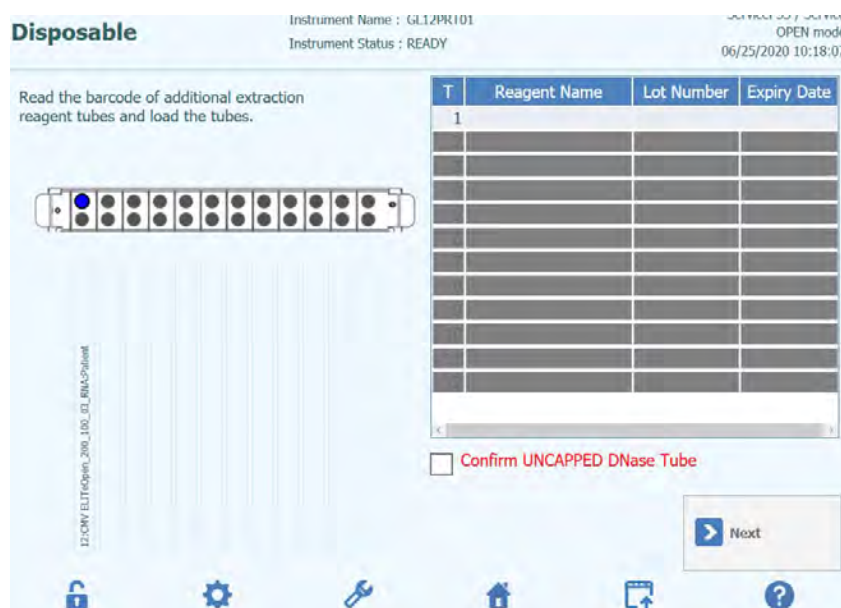 Instrument Name : GL12PRT01
Disposable
OPEN mode
Instrument Status : READY
06/25/2020 10:18:07
Read the barcode of additional extraction
reagent tubes and load the tubes.
T Reagent Name Lot Number Expiry Date
1
12:CMV ELITeOpen_200_100_03_RNA:Patient
Confirm UNCAPPED DNase Tube
Next